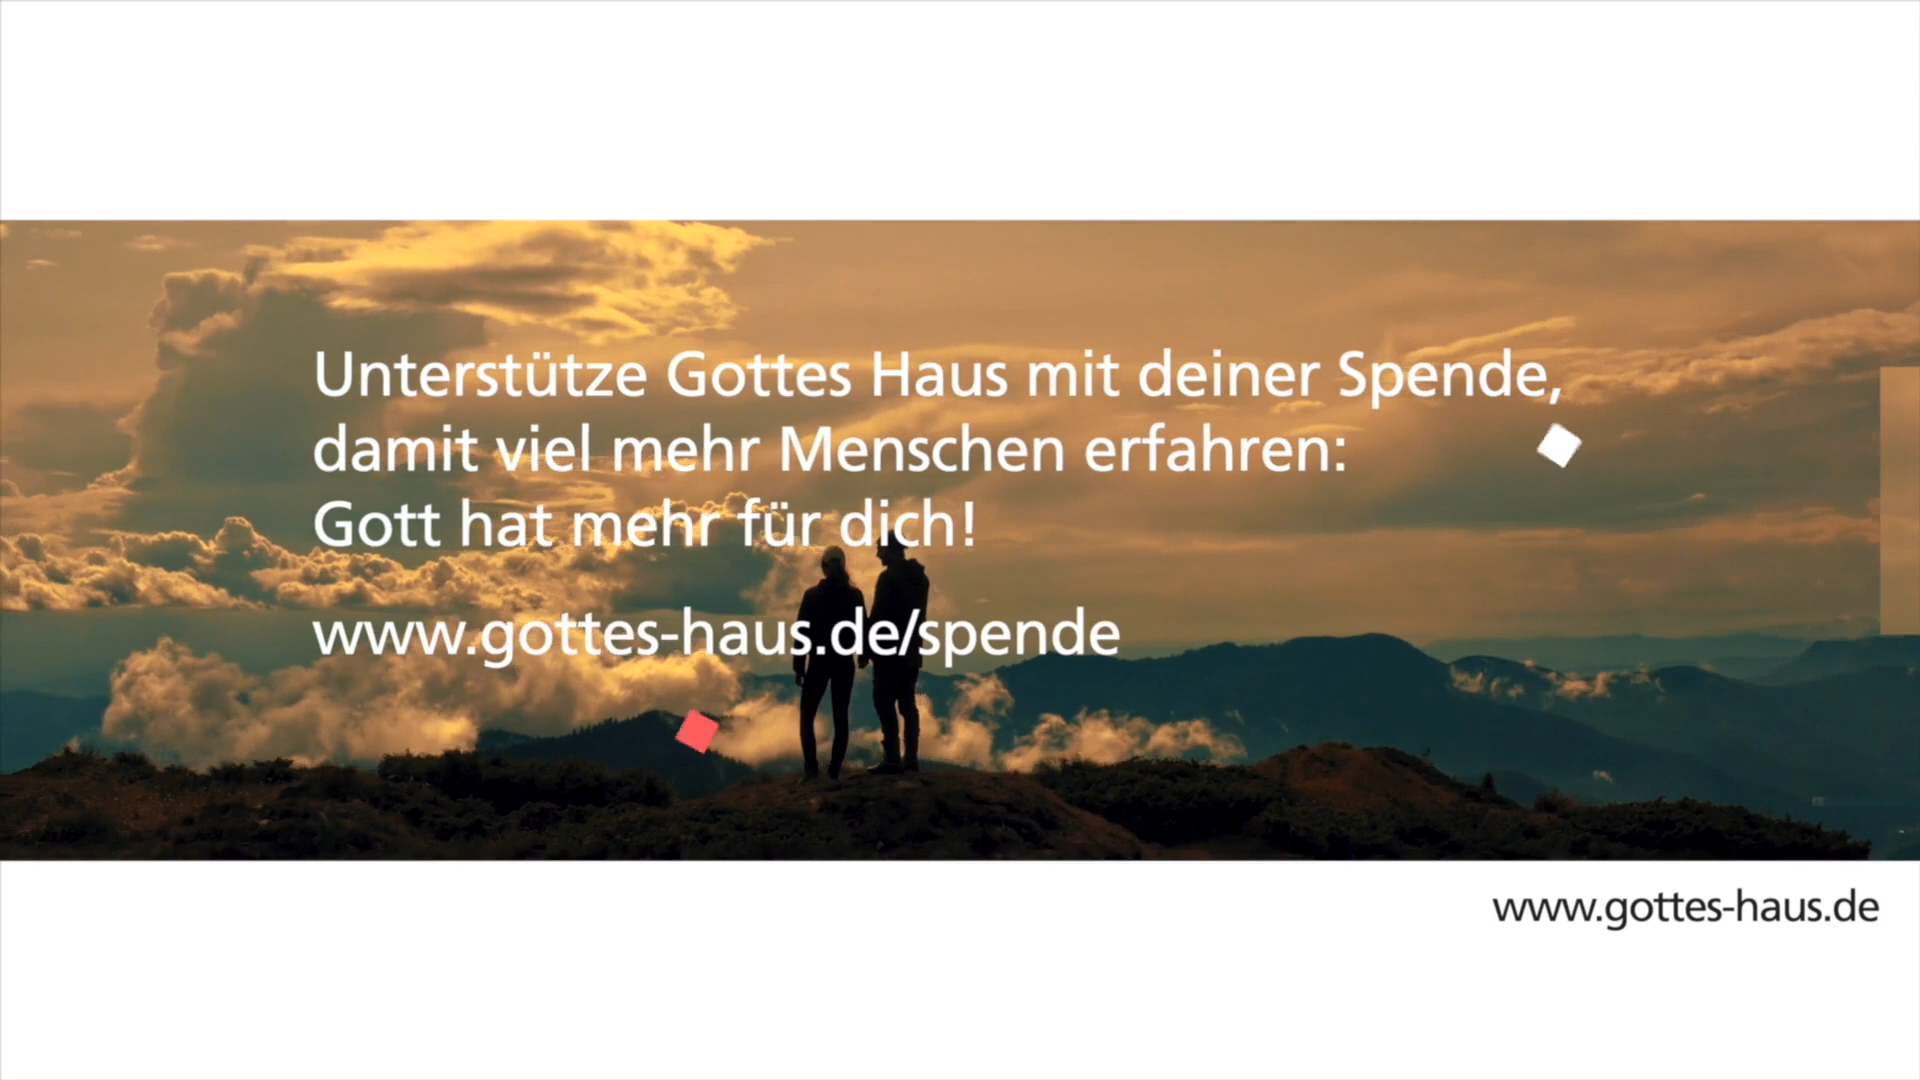 Unterstütze Gottes Haus mit deiner Spende,
damit viel mehr Menschen erfahren:
Gott hat mehr für dich!
www.gottes-haus.de/spende
www.gottes-haus.de